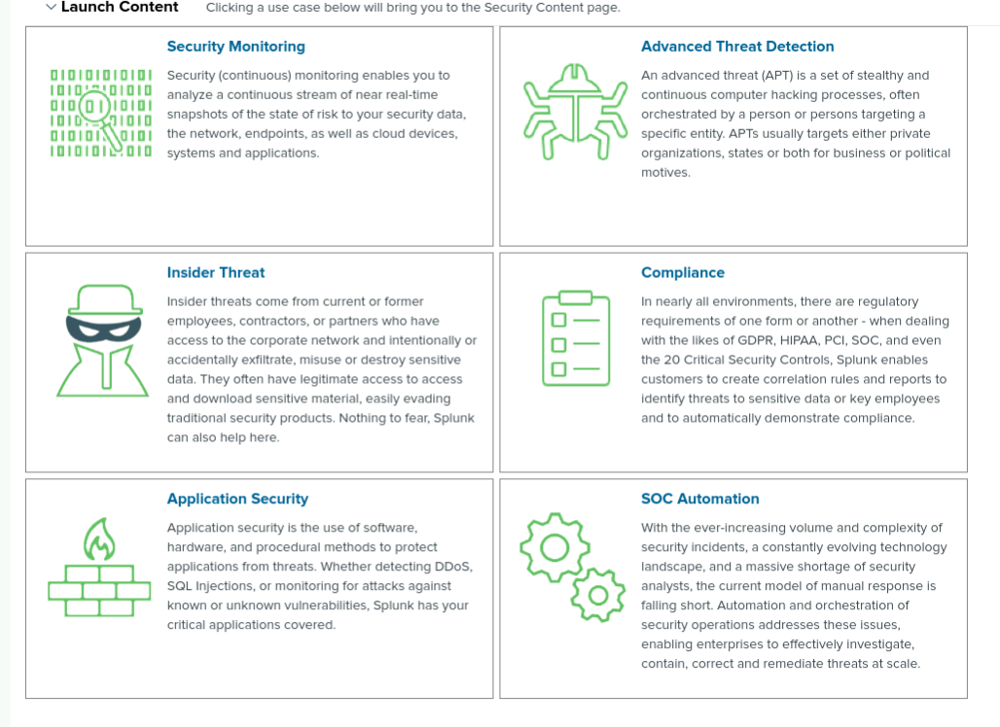 Launch Content Clicking a use case below will bring you to the Security Content page.
Security Monitoring
Security (continuous) monitoring enables you to
analyze a continuous stream of near real-time
snapshots of the state of risk to your security data,
the network, endpoints, as well as cloud devices,
systems and applications.
Advanced Threat Detection
An advanced threat (APT) is a set of stealthy and
continuous computer hacking processes, often
orchestrated by a person or persons targeting a
specific entity. APTs usually targets either private
organizations, states or both for business or political
motives.
Insider Threat
Insider threats come from current or former
employees, contractors, or partners who have
access to the corporate network and intentionally or
accidentally exfiltrate, misuse or destroy sensitive
data. They often have legitimate access to access
and download sensitive material, easily evading
traditional security products. Nothing to fear, Splunk
can also help here.
Compliance
In nearly all environments, there are regulatory
requirements of one form or another - when dealing
with the likes of GDPR, HIPAA, PCI, SOC, and even
the 20 Critical Security Controls, Splunk enables
customers to create correlation rules and reports to
identify threats to sensitive data or key employees
and to automatically demonstrate compliance.
Application Security
Application security is the use of software,
hardware, and procedural methods to protect
applications from threats. Whether detecting DDoS,
SQL Injections, or monitoring for attacks against
known or unknown vulnerabilities, Splunk has your
critical applications covered.
SOC Automation
With the ever-increasing volume and complexity of
security incidents, a constantly evolving technology
landscape, and a massive shortage of security
analysts, the current model of manual response is
falling short. Automation and orchestration of
security operations addresses these issues,
enabling enterprises to effectively investigate,
contain, correct and remediate threats at scale.